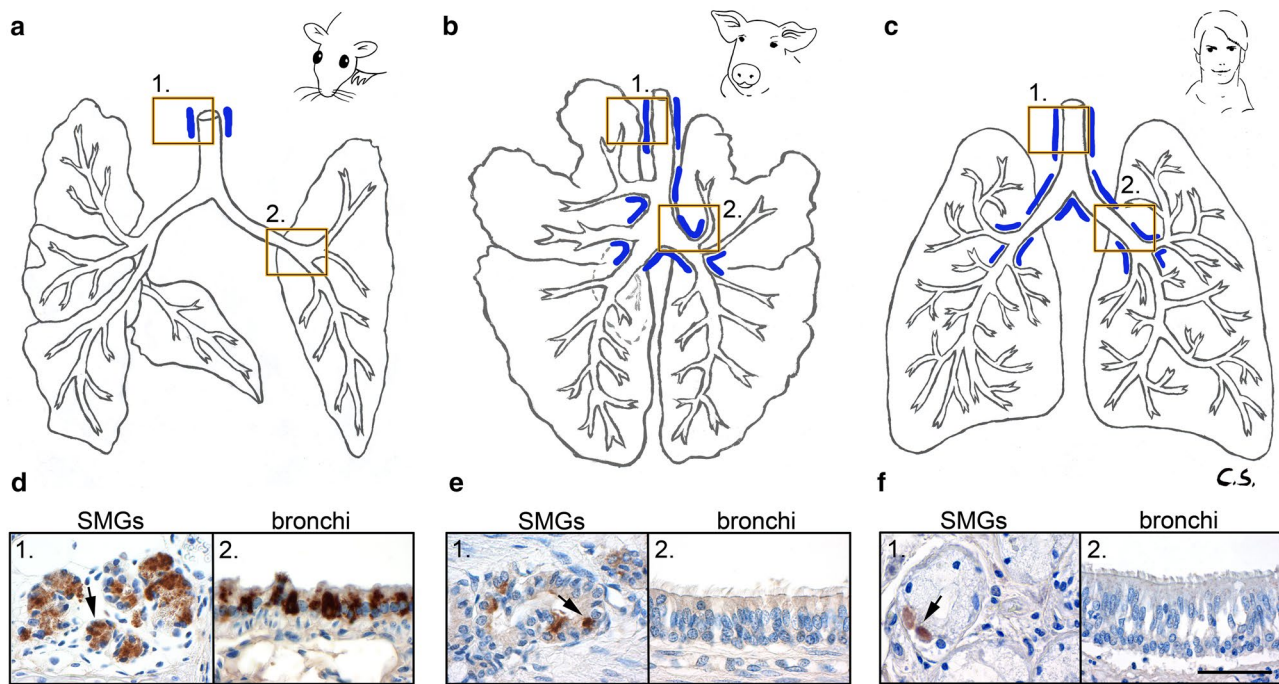 a
b
c
1.
2.
1.
2.
1.
2.
C.S.
d
e
f
SMGs bronchi
SMGs bronchi
SMGs bronchi
1. 2.
1. 2.
1. 2.